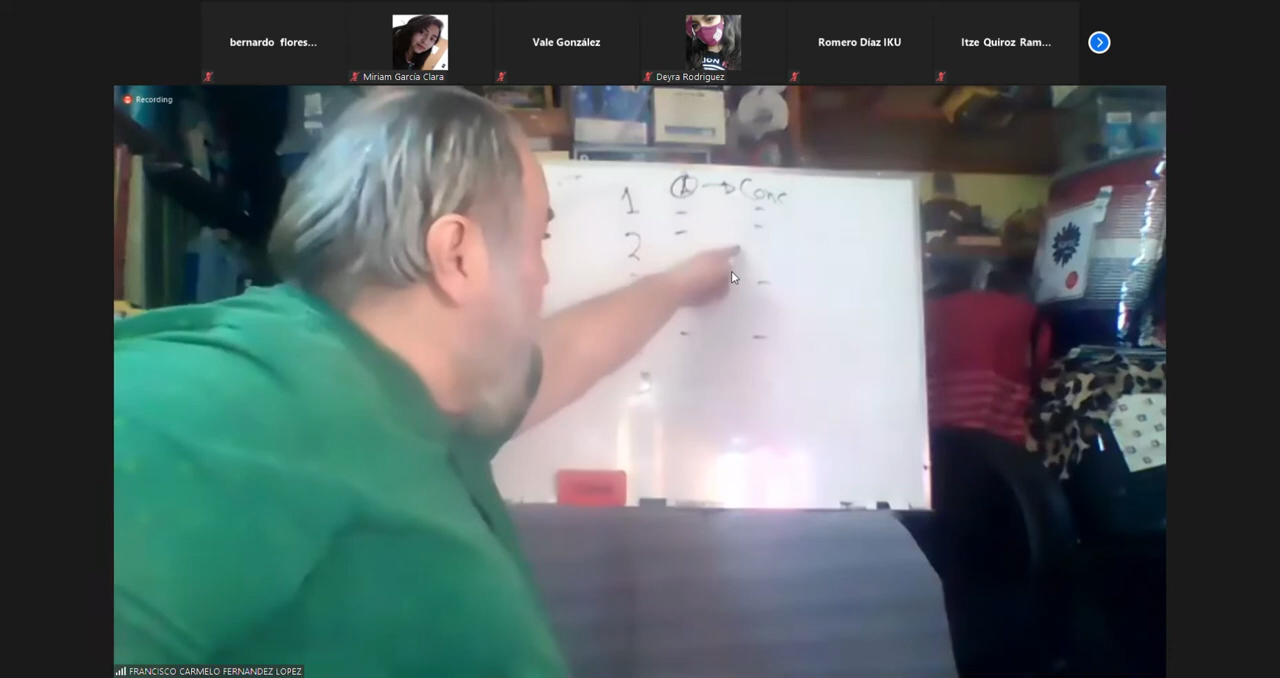 bernardo flores...
Vale González
Romero Díaz IKU
Itze Quiroz Ram...
Miriam García Clara
Deyra Rodriguez
Recording
1 → Conc
2
FRANCISCO CARMELO FERNANDEZ LOPEZ